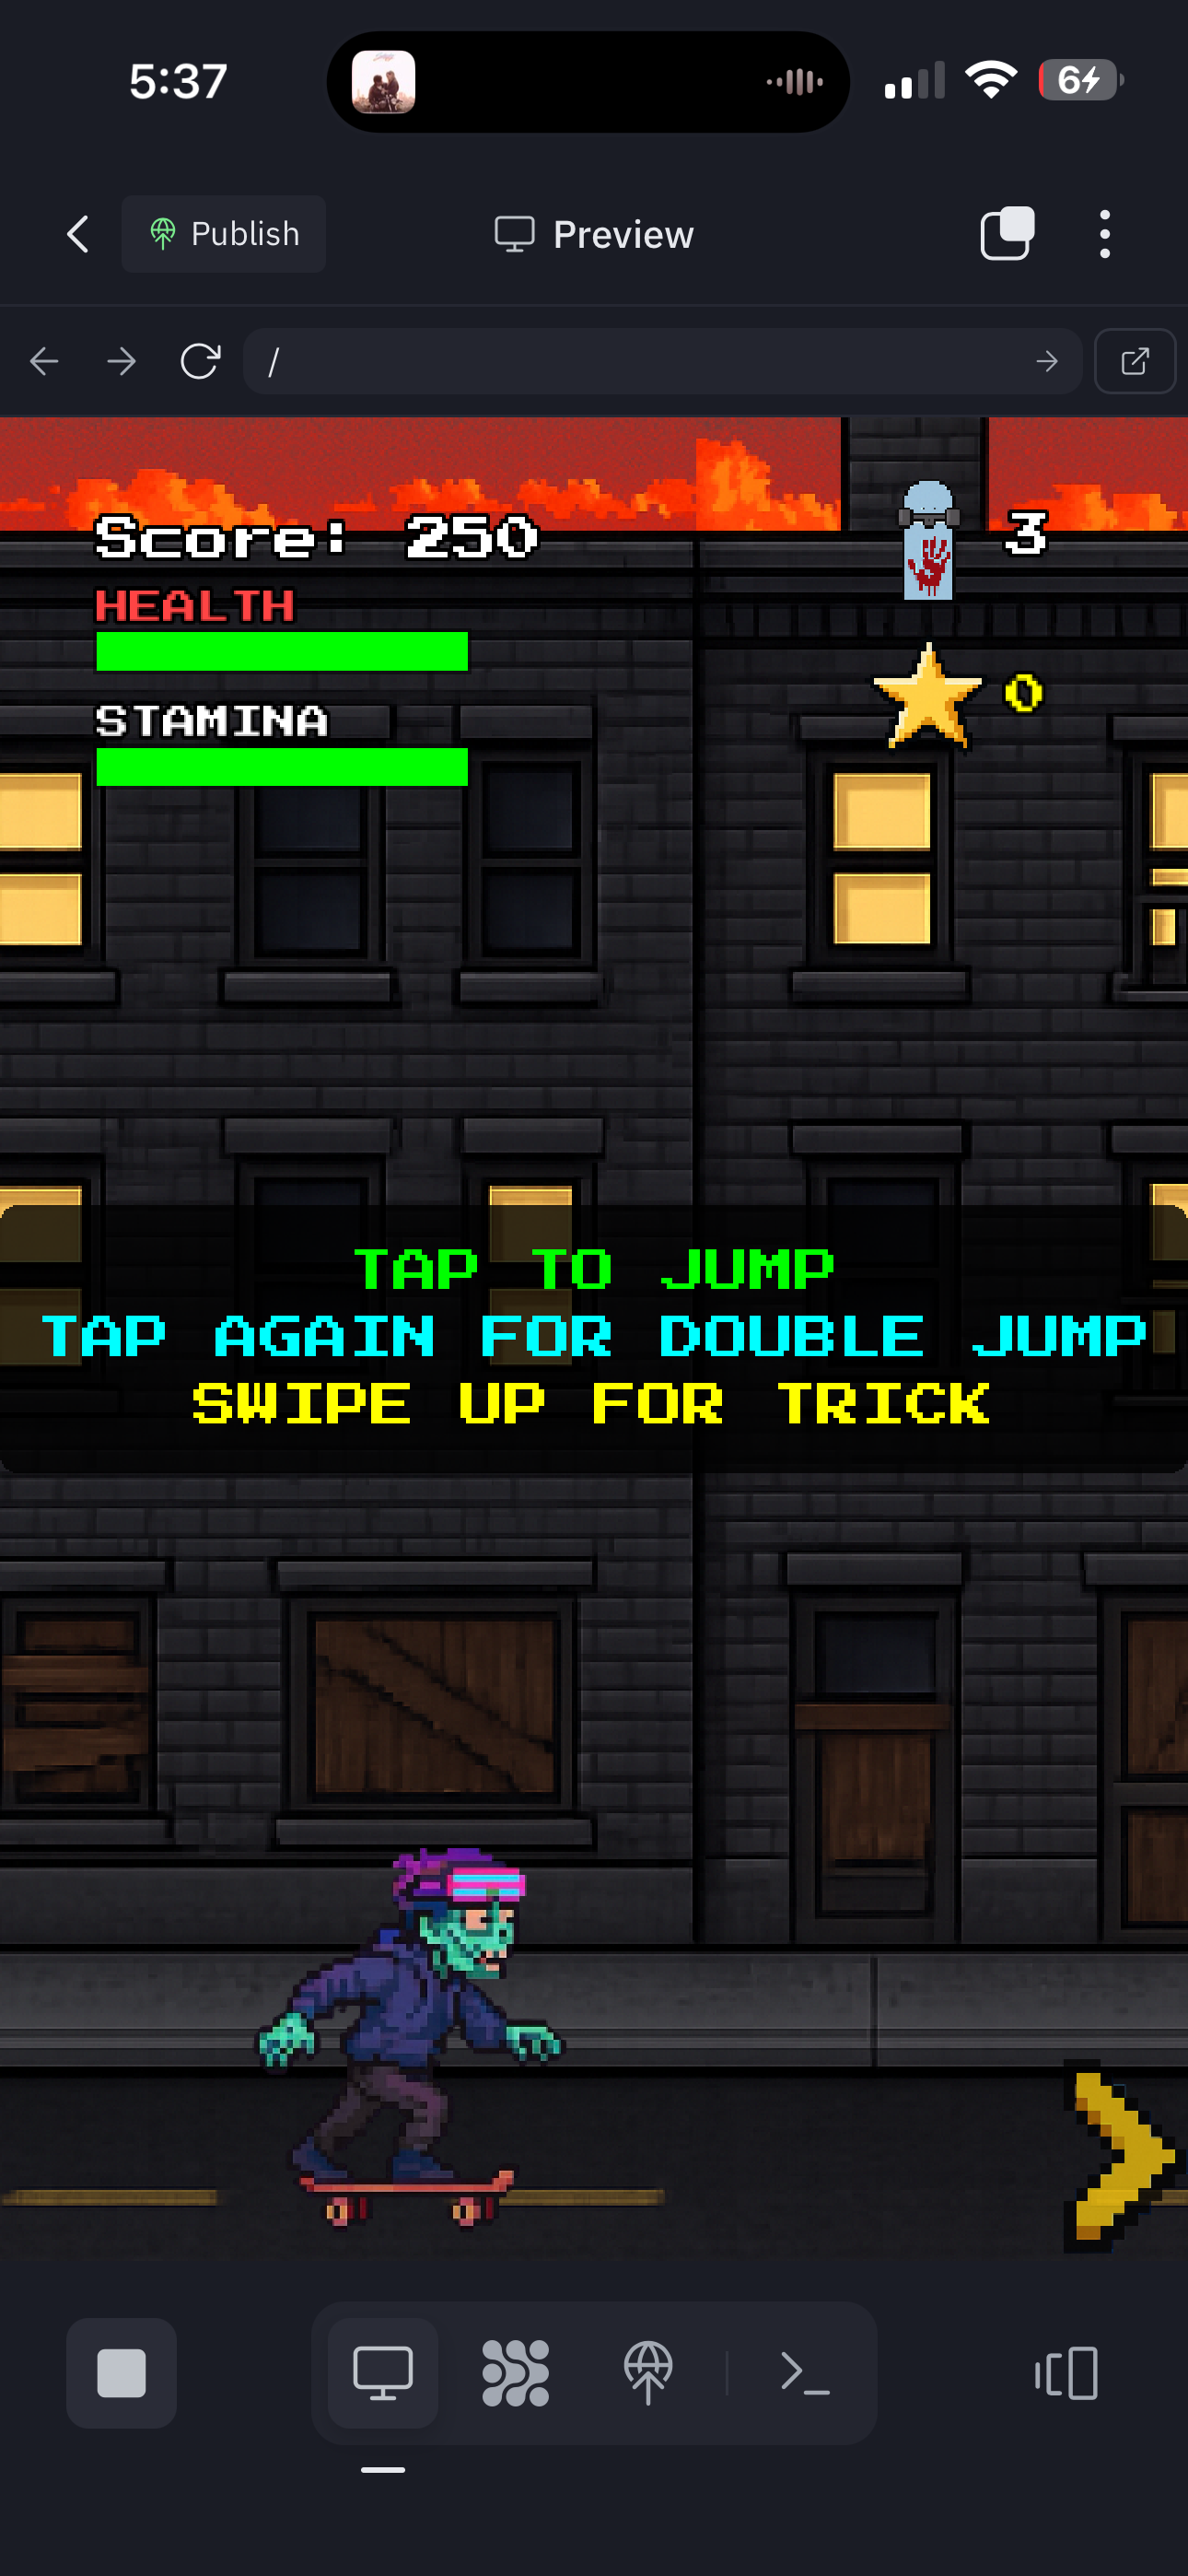 5:37
6
Publish
Preview
/
Score: 250
3
HEALTH
0
STAMINA
TAP TO JUMP
TAP AGAIN FOR DOUBLE JUMP
SWIPE UP FOR TRICK